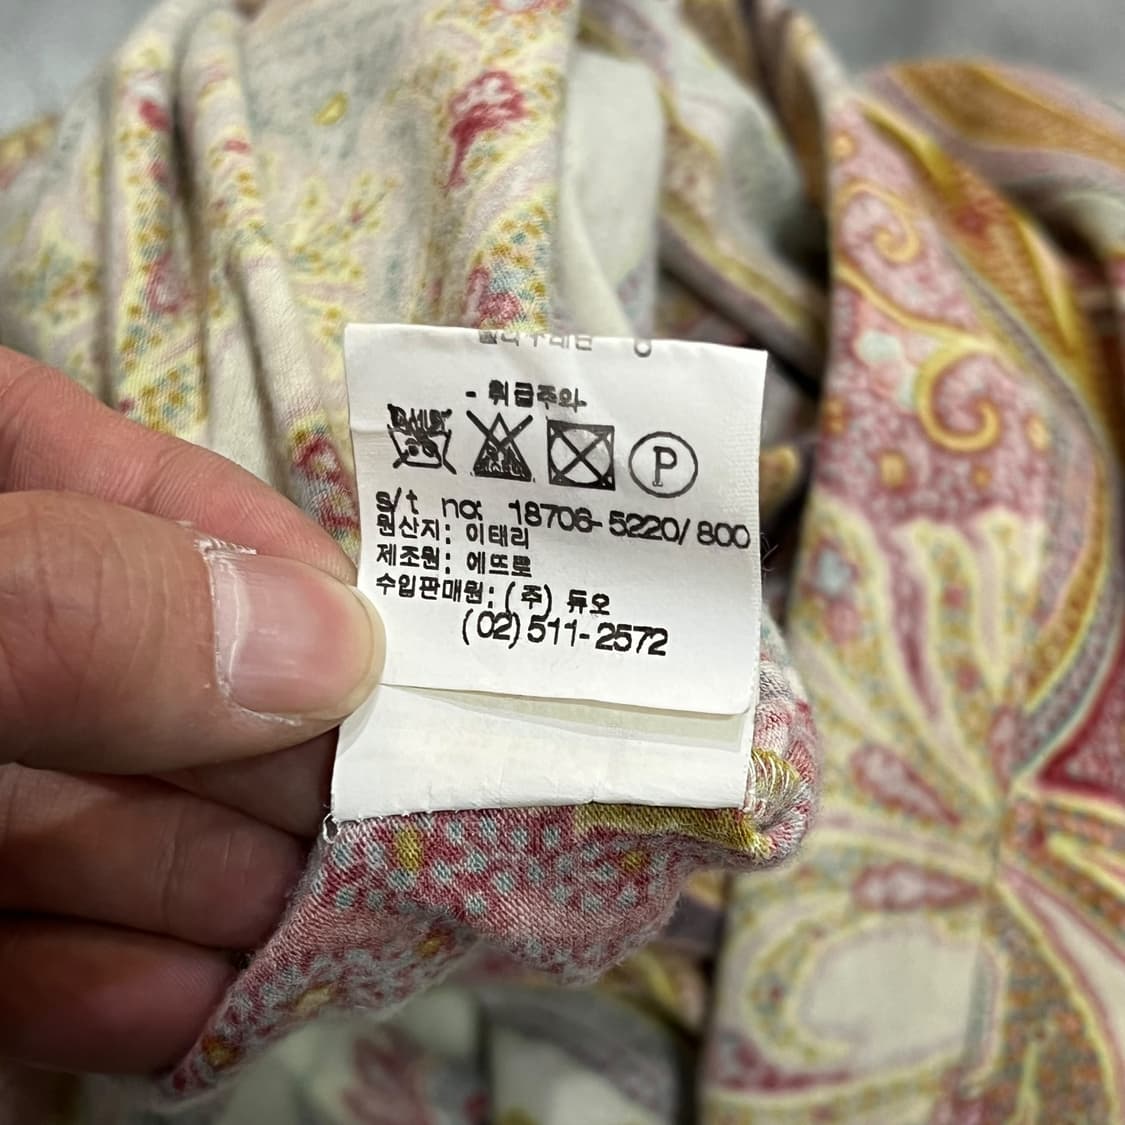 - 취급주의
P
s/t no: 18706-5220/800
원산지: 이태리
제조원: 에뜨로
수입판매원: (주) 듀오
(02)511-2572